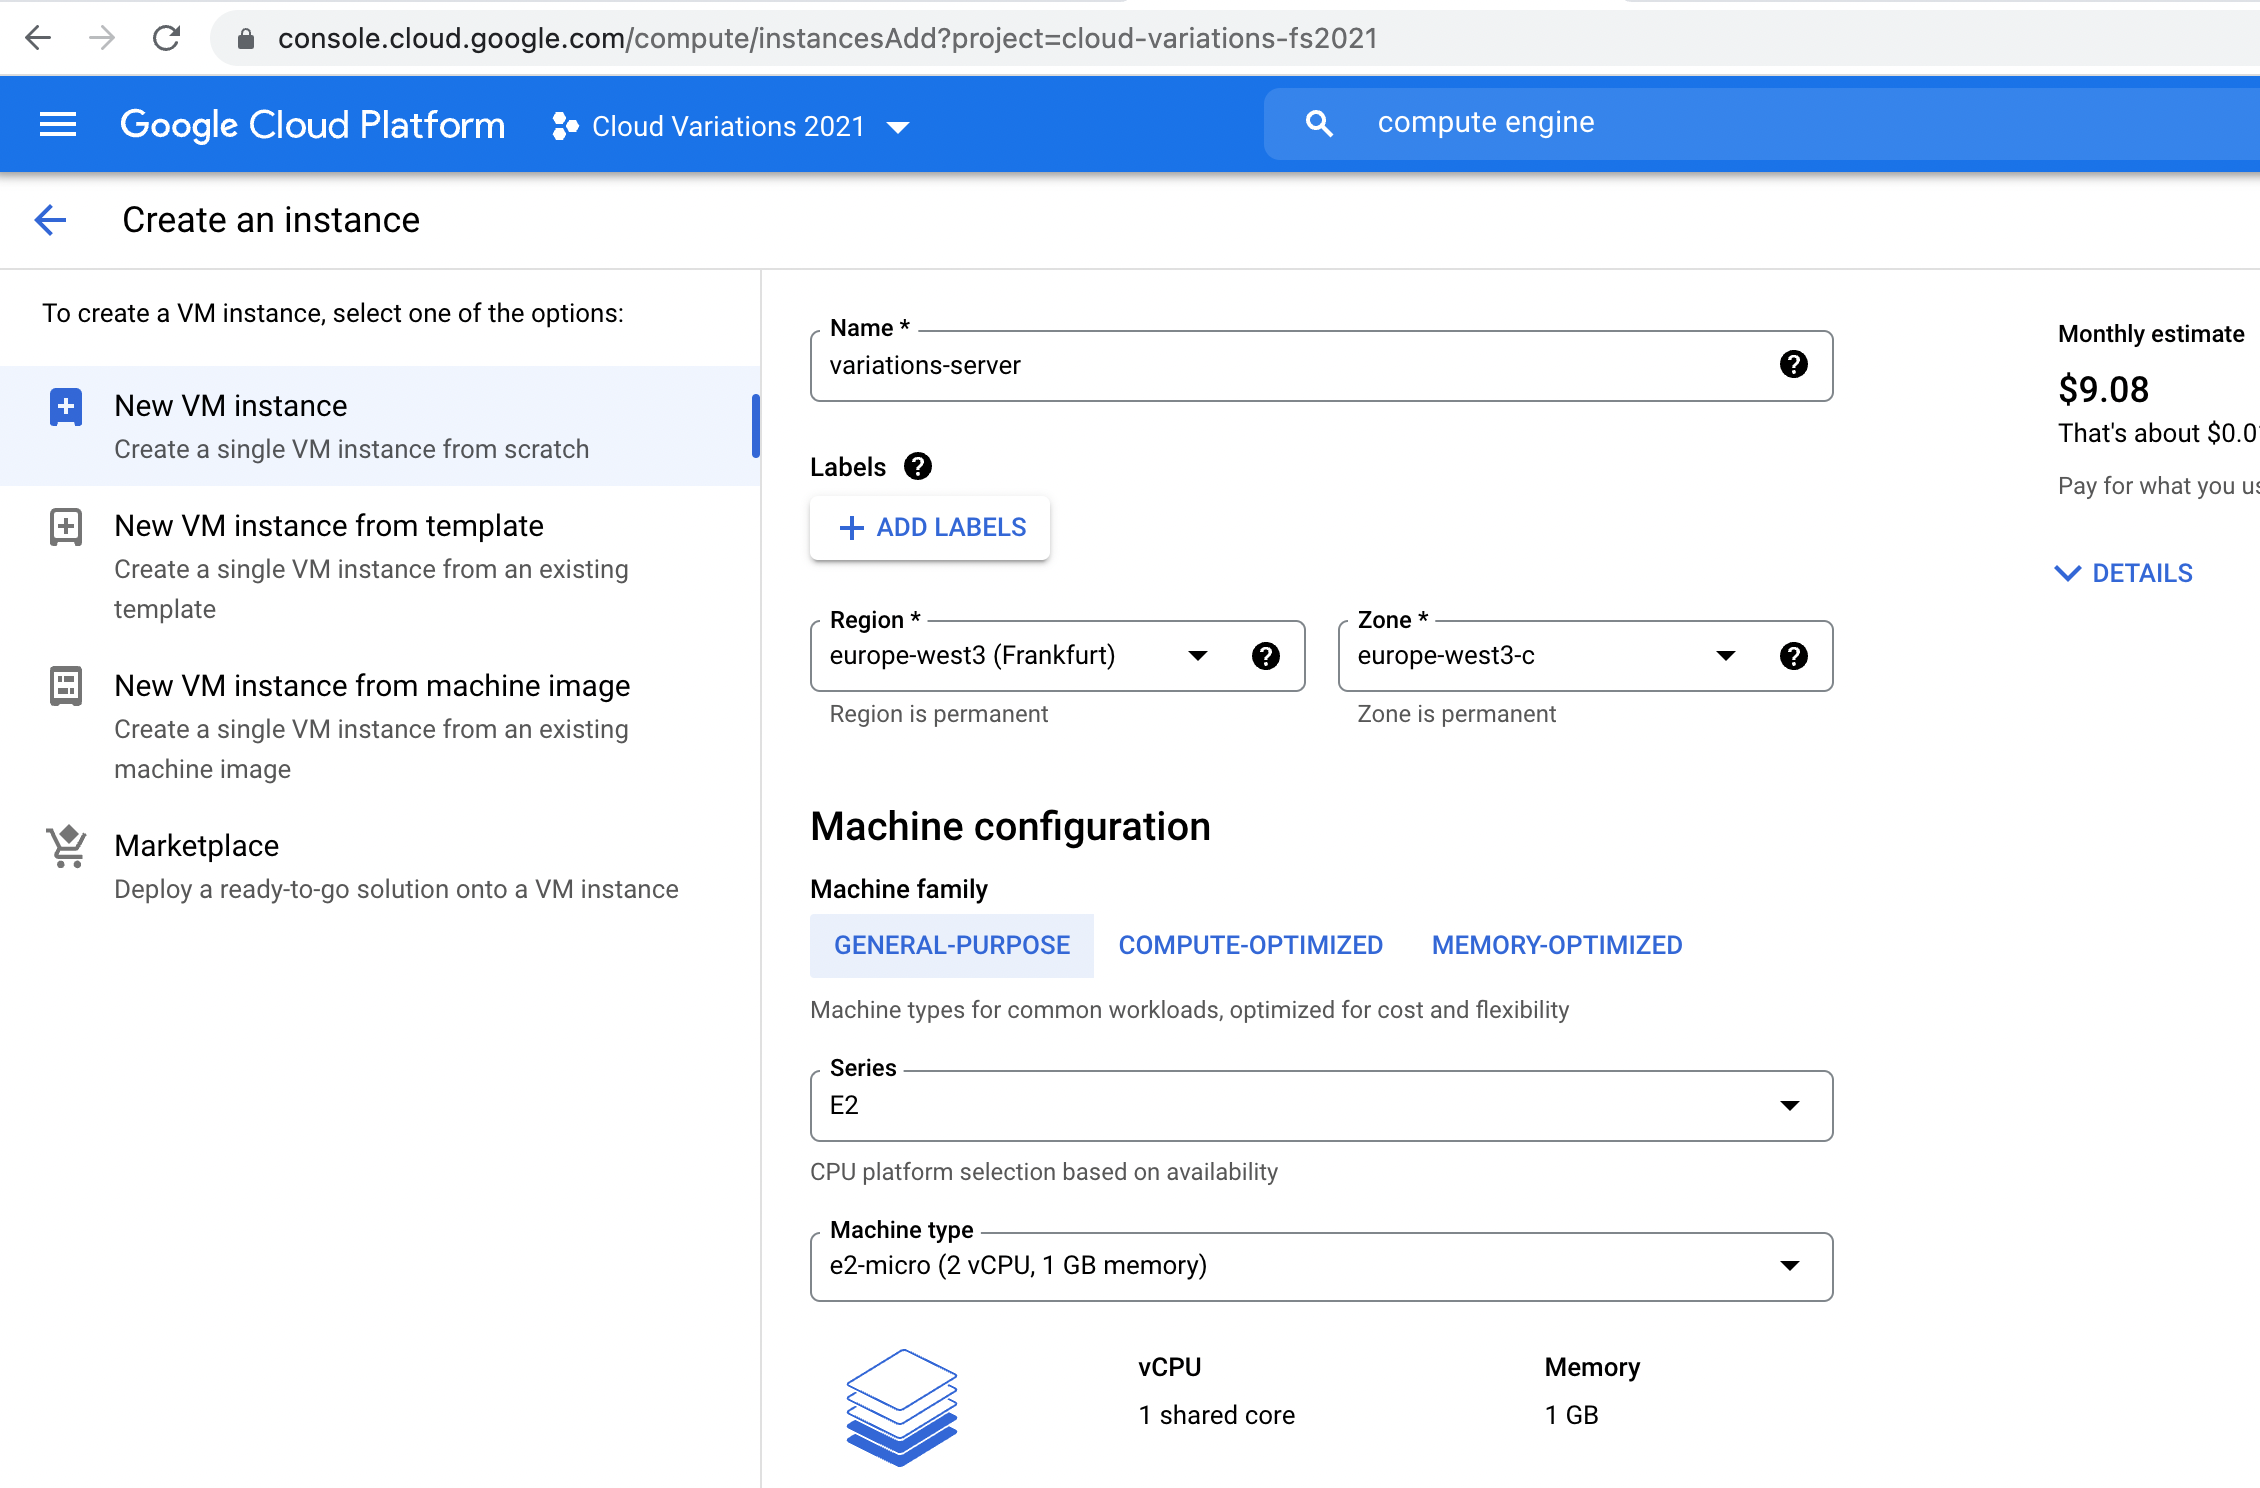 console.cloud.google.com/compute/instancesAdd?project=cloud-variations-fs2021
Google Cloud Platform
Cloud Variations 2021
compute engine
Create an instance
To create a VM instance, select one of the options:
New VM instance
Create a single VM instance from scratch
New VM instance from template
Create a single VM instance from an existing
template
New VM instance from machine image
Create a single VM instance from an existing
machine image
Marketplace
Deploy a ready-to-go solution onto a VM instance
Name *
variations-server
Labels
ADD LABELS
Region *
europe-west3 (Frankfurt)
Region is permanent
Zone *
europe-west3-c
Zone is permanent
Machine configuration
Machine family
GENERAL-PURPOSE
COMPUTE-OPTIMIZED
MEMORY-OPTIMIZED
Machine types for common workloads, optimized for cost and flexibility
Series
E2
CPU platform selection based on availability
Machine type
e2-micro (2 vCPU, 1 GB memory)
vCPU
1 shared core
Memory
1 GB
Monthly estimate
$9.08
That's about $0.0
Pay for what you
DETAILS